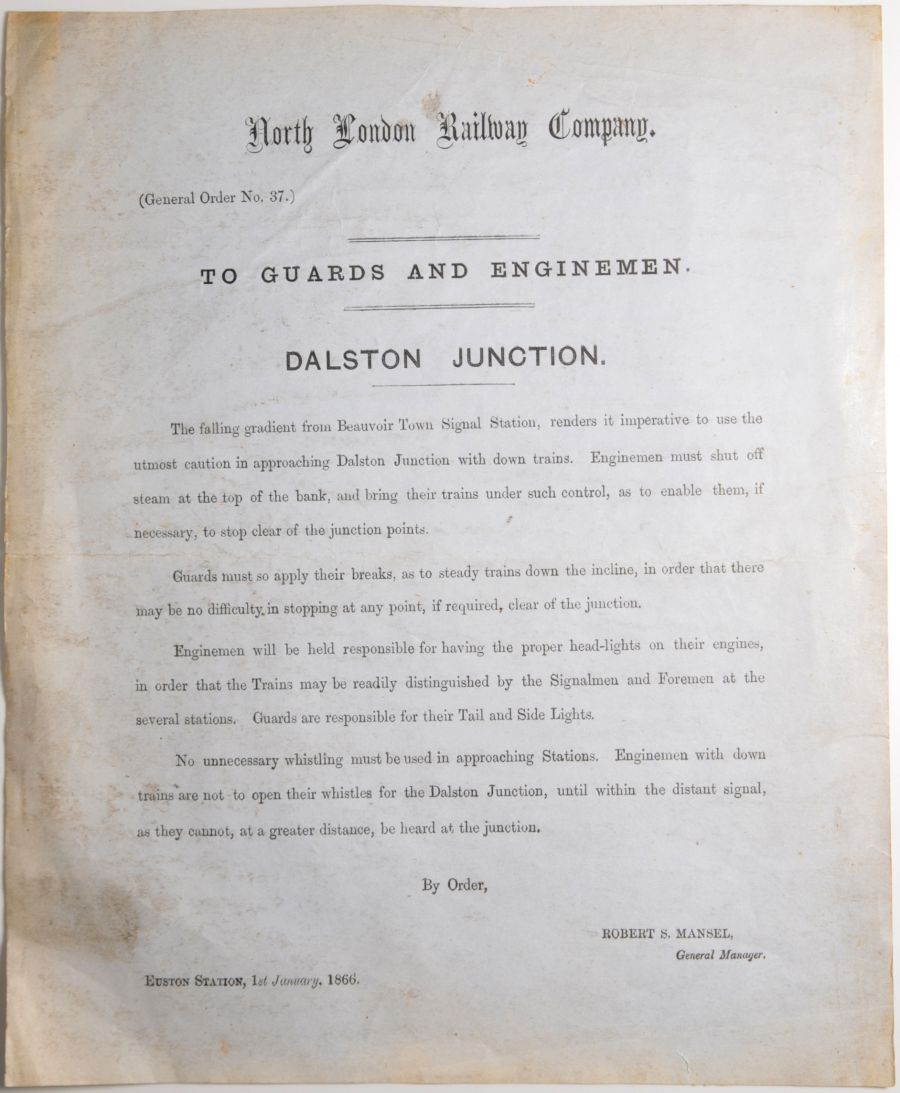 North London Railway Company.
(General Order No. 37.)
TO GUARDS AND ENGINEMEN.
DALSTON JUNCTION.
The falling gradient from Beauvoir Town Signal Station, renders it imperative to use the
utmost caution in approaching Dalston Junction with down trains. Enginemen must shut off
steam at the top of the bank, and bring their trains under such control, as to enable them, if
necessary, to stop clear of the junction points.
Guards must so apply their breaks, as to steady trains down the incline, in order that there
may be no difficulty in stopping at any point, if required, clear of the junction.
Enginemen will be held responsible for having the proper head-lights on their engines,
in order that the Trains may be readily distinguished by the Signalmen and Foremen at the
several stations. Guards are responsible for their Tail and Side Lights.
No unnecessary whistling must be used in approaching Stations. Enginemen with down
trains are not to open their whistles for the Dalston Junction, until within the distant signal,
as they cannot, at a greater distance, be heard at the junction.
By Order,
ROBERT S. MANSEL,
General Manager.
EUSTON STATION, 1st January, 1866.